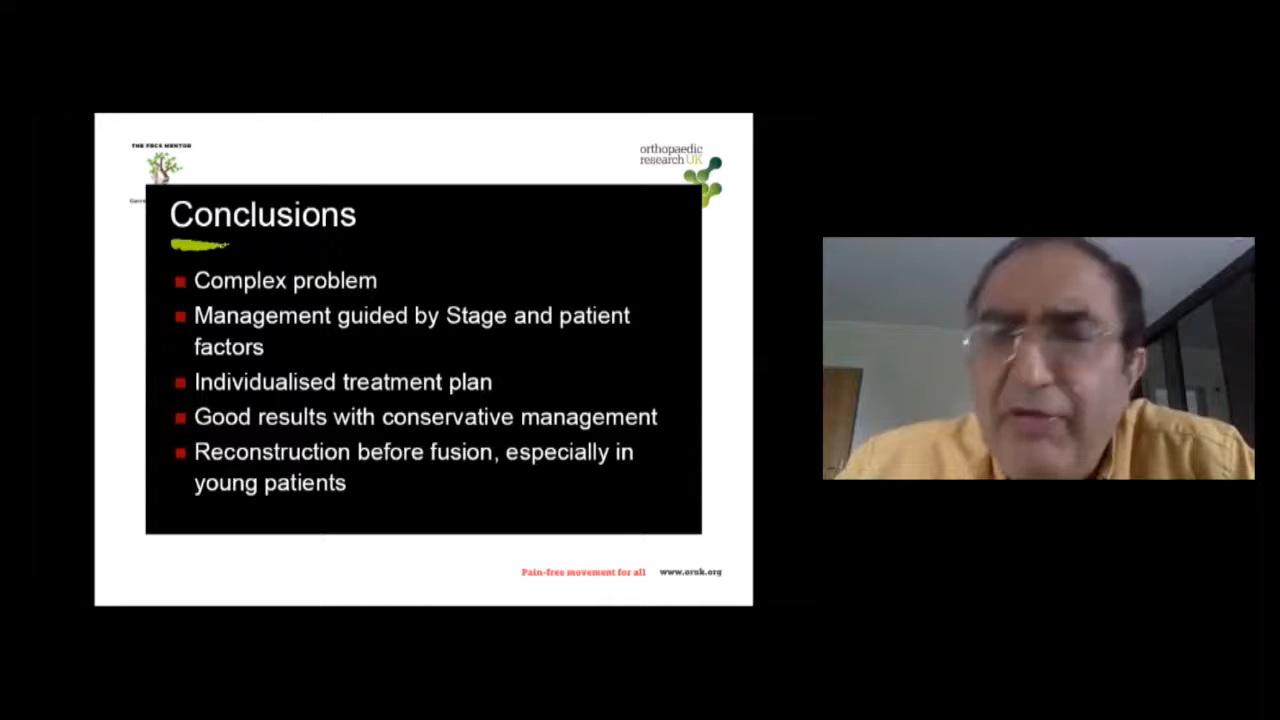 THE FRCS MENTOR
orthopaedic
research UK
Conclusions
Complex problem
Management guided by Stage and patient
factors
Individualised treatment plan
Good results with conservative management
Reconstruction before fusion, especially in
young patients
Pain-free movement for all www.oruk.org